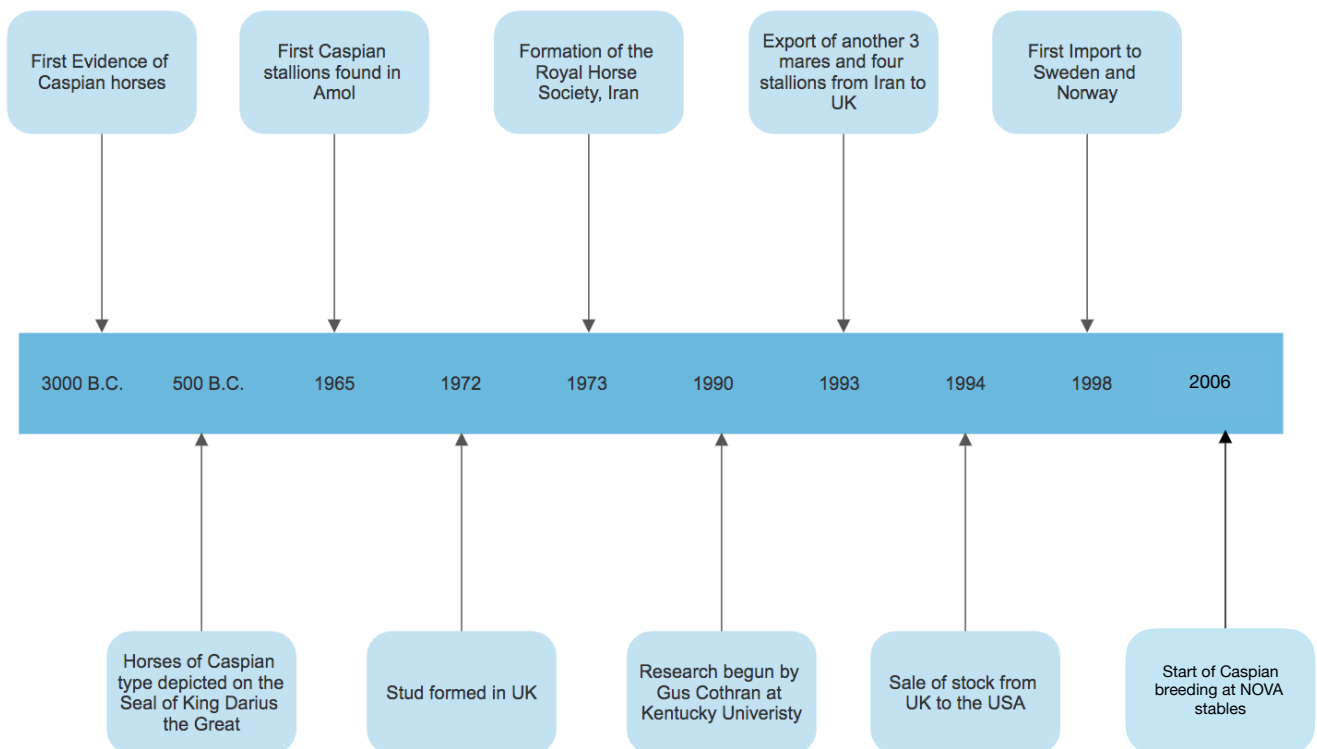 First Evidence of
Caspian horses
First Caspian
stallions found in
Amol
Formation of the
Royal Horse
Society, Iran
Export of another 3
mares and four
stallions from Iran to
UK
First Import to
Sweden and
Norway
3000 B.C.
500 B.C.
1965
1972
1973
1990
1993
1994
1998
2006
Horses of Caspian
type depicted on the
Seal of King Darius
the Great
Stud formed in UK
Research begun by
Gus Cothran at
Kentucky Univeristy
Sale of stock from
UK to the USA
Start of Caspian
breeding at NOVA
stables